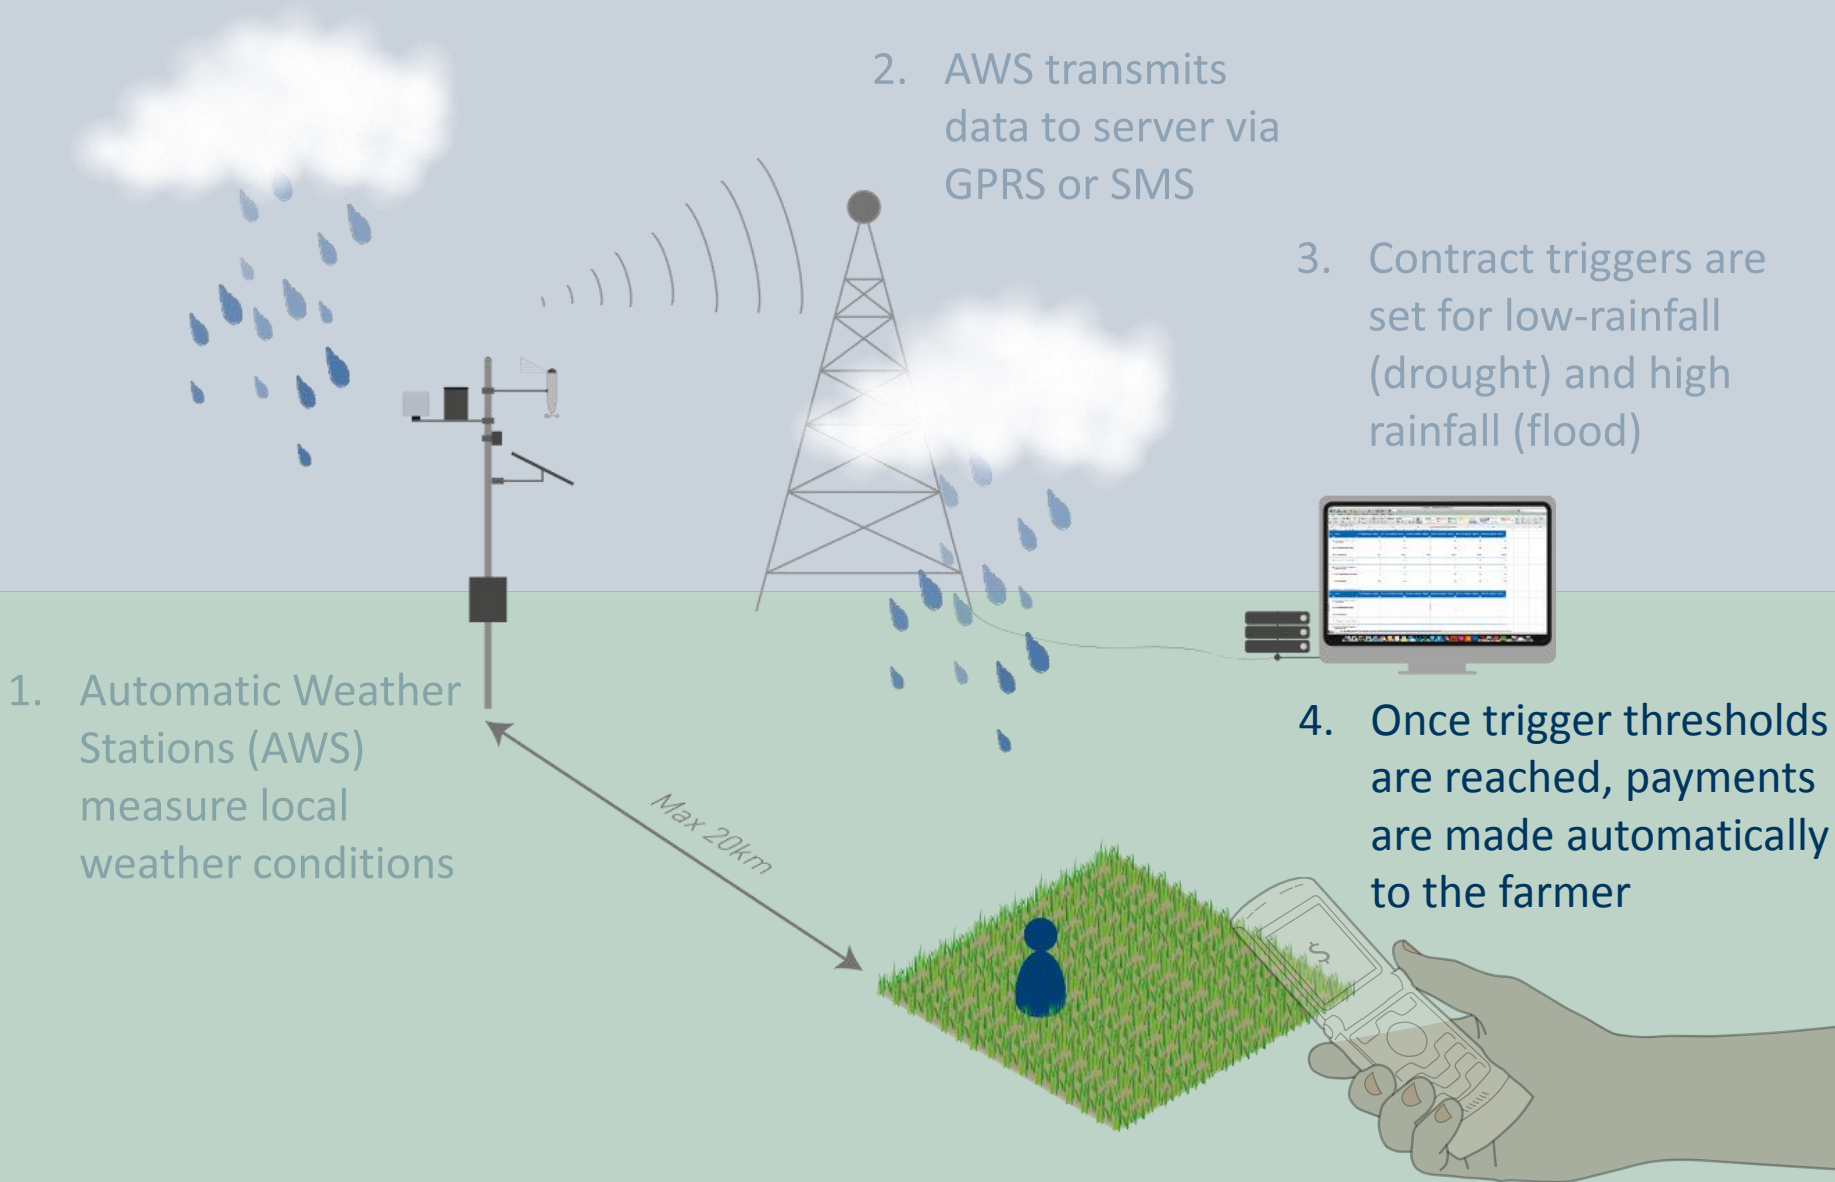 2. AWS transmits
data to server via
GPRS or SMS
3. Contract triggers are
set for low-rainfall
(drought) and high
rainfall (flood)
1. Automatic Weather
Stations (AWS)
measure local
weather conditions
Max 20km
4. Once trigger thresholds
are reached, payments
are made automatically
to the farmer
$